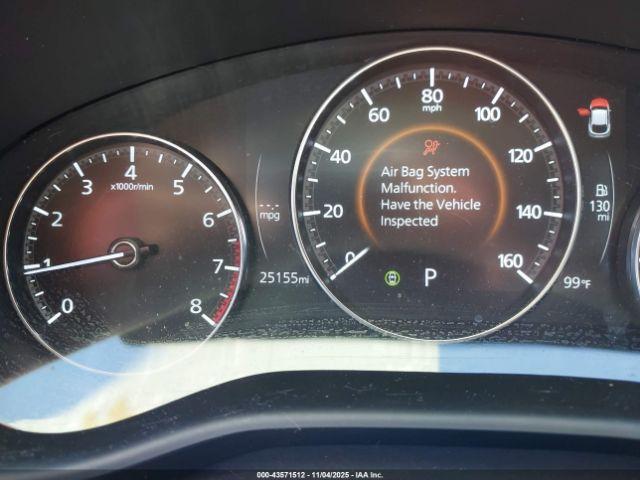 0
1
2
3
4
5
6
7
8
x1000r/min
-.- mpg
25155mi
0
20
40
60
80
100
120
140
160
mph
Air Bag System
Malfunction.
Have the Vehicle
Inspected
P
130
mi
99°F
000-43571512 | 11/04/2025 | IAA Inc.